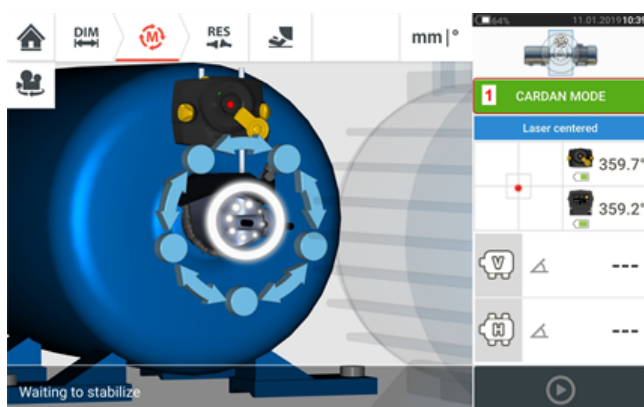 DIM
M
RES
mm|°
64%
11.01.2019 10:39
1 CARDAN MODE
Laser centered
359.7°
359.2°
V
---
H
---
Waiting to stabilize